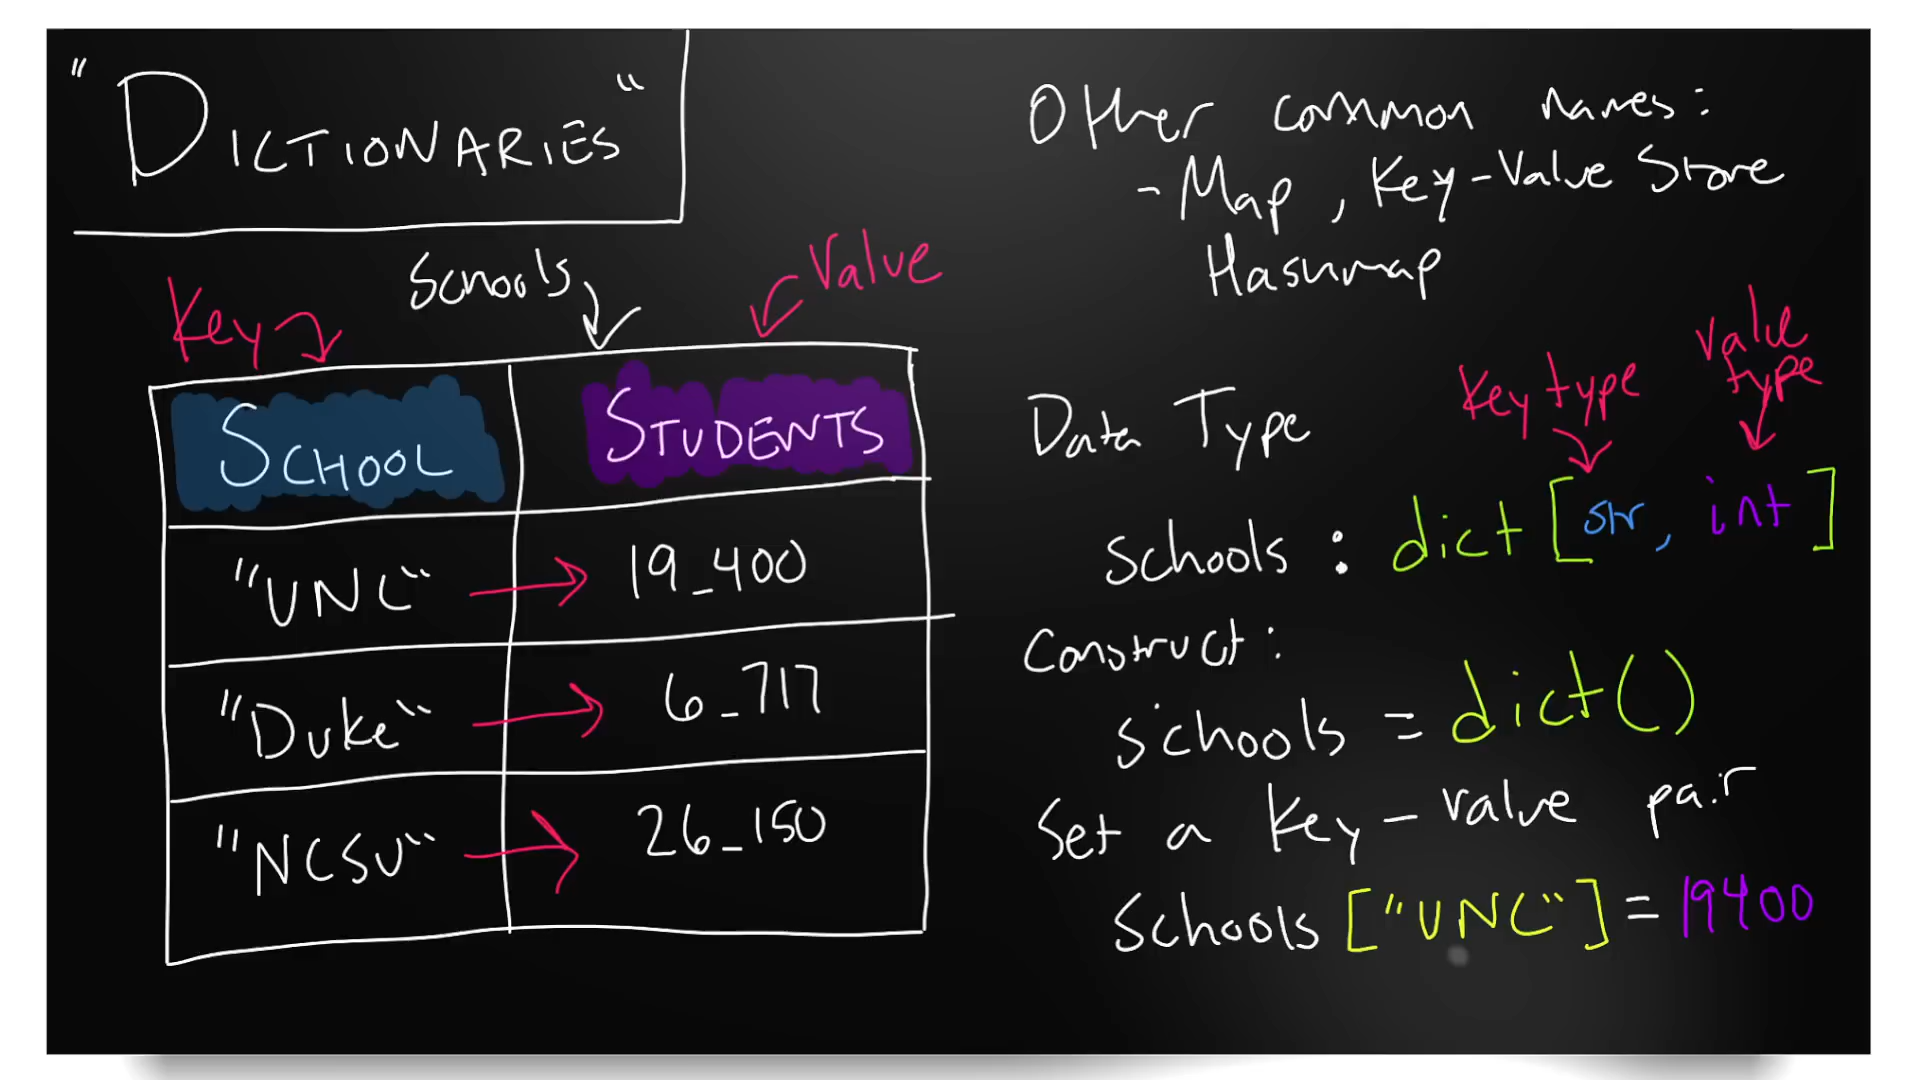 "DICTIONARIES"
Other common names:
- Map, Key-Value Store
Hashmap
Schools
Key
Value
SCHOOL STUDENTS
"UNC" → 19_400
"Duke" → 6_717
"NCSU" → 26_150
Data Type
Key type
value type
schools : dict[str, int]
Construct:
schools = dict()
Set a key-value pair
Schools["UNC"] = 19400